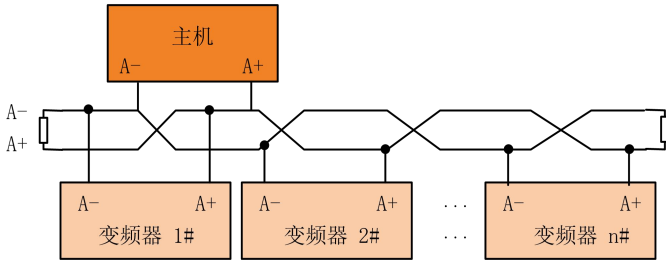 主机
A- A+
A-
A+
A- A+ A- A+ ··· A- A+
变频器 1# 变频器 2# ··· 变频器 n#